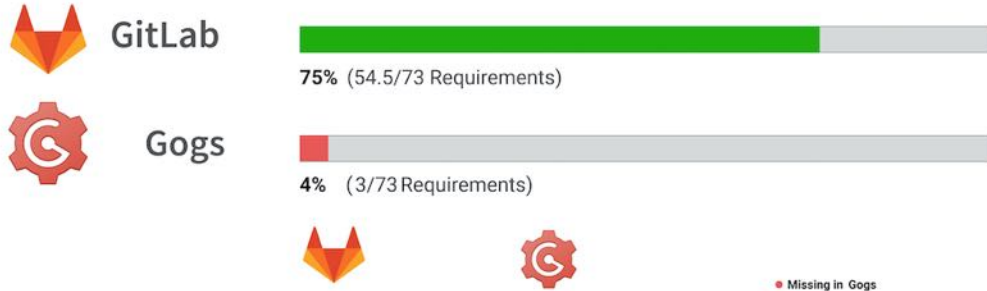 GitLab
75% (54.5/73 Requirements)
Gogs
4% (3/73 Requirements)
Missing in Gogs